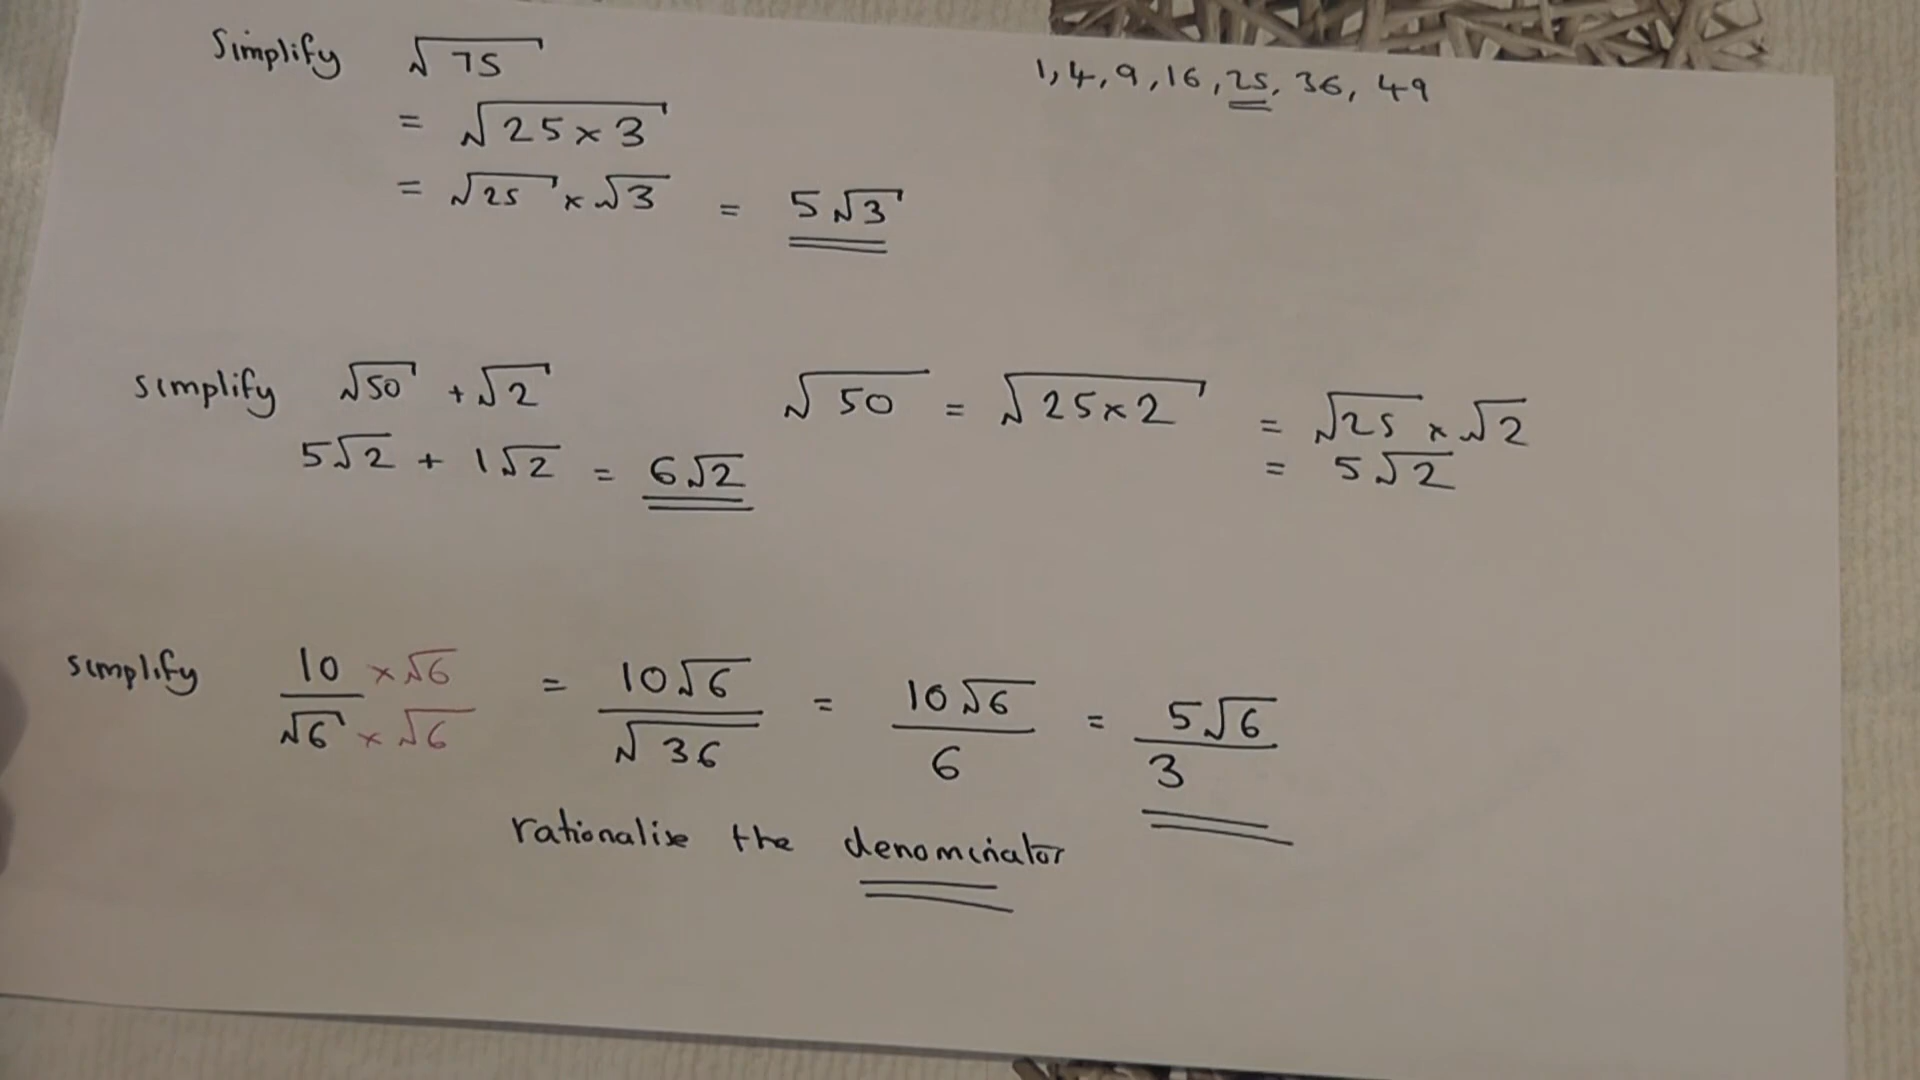 Simplify √75
1, 4, 9, 16, 25, 36, 49
= √25 × 3
= √25 × √3 = 5√3
simplify √50 + √2
√50 = √25×2 = √25 × √2
5√2 + 1√2 = 6√2
= 5√2
simplify 10 × √6 / √6 × √6 = 10√6 / √36 = 10√6 / 6 = 5√6 / 3
rationalise the denominator